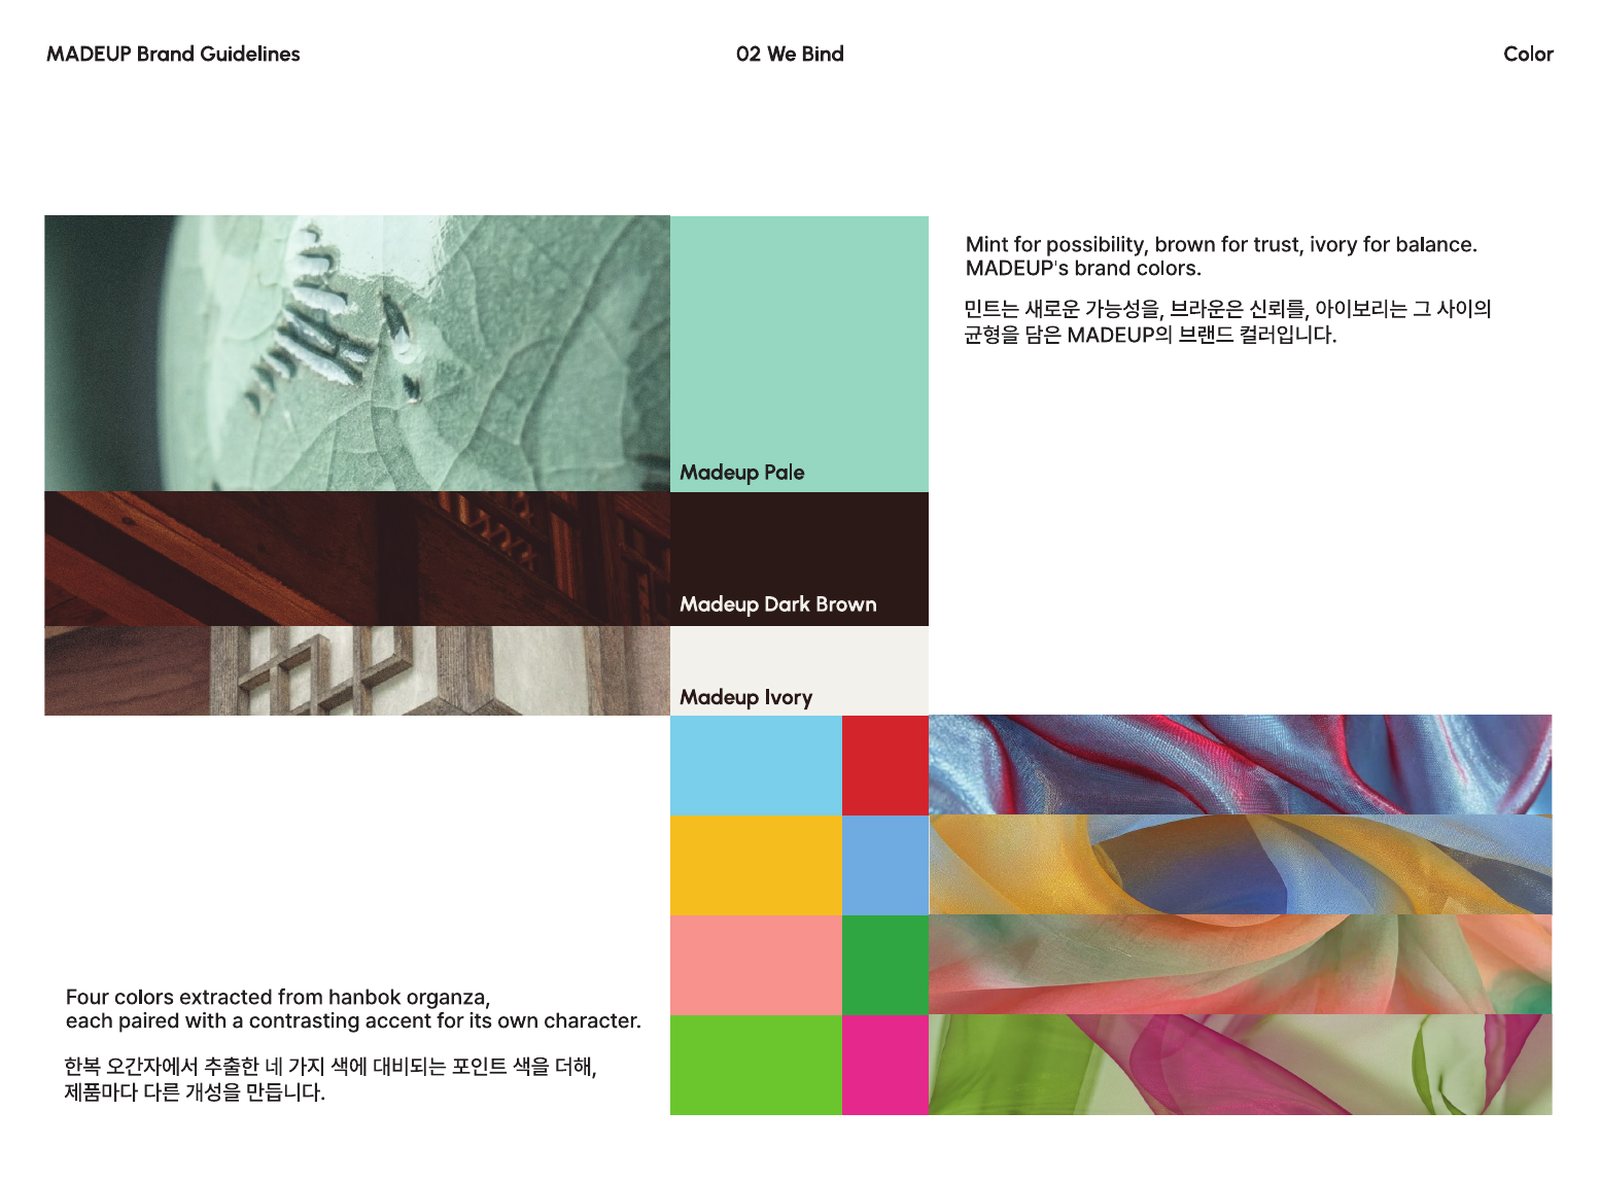 MADEUP Brand Guidelines
02 We Bind
Color
Mint for possibility, brown for trust, ivory for balance.
MADEUP's brand colors.
민트는 새로운 가능성을, 브라운은 신뢰를, 아이보리는 그 사이의
균형을 담은 MADEUP의 브랜드 컬러입니다.
Madeup Pale
Madeup Dark Brown
Madeup Ivory
Four colors extracted from hanbok organza,
each paired with a contrasting accent for its own character.
한복 오간자에서 추출한 네 가지 색에 대비되는 포인트 색을 더해,
제품마다 다른 개성을 만듭니다.